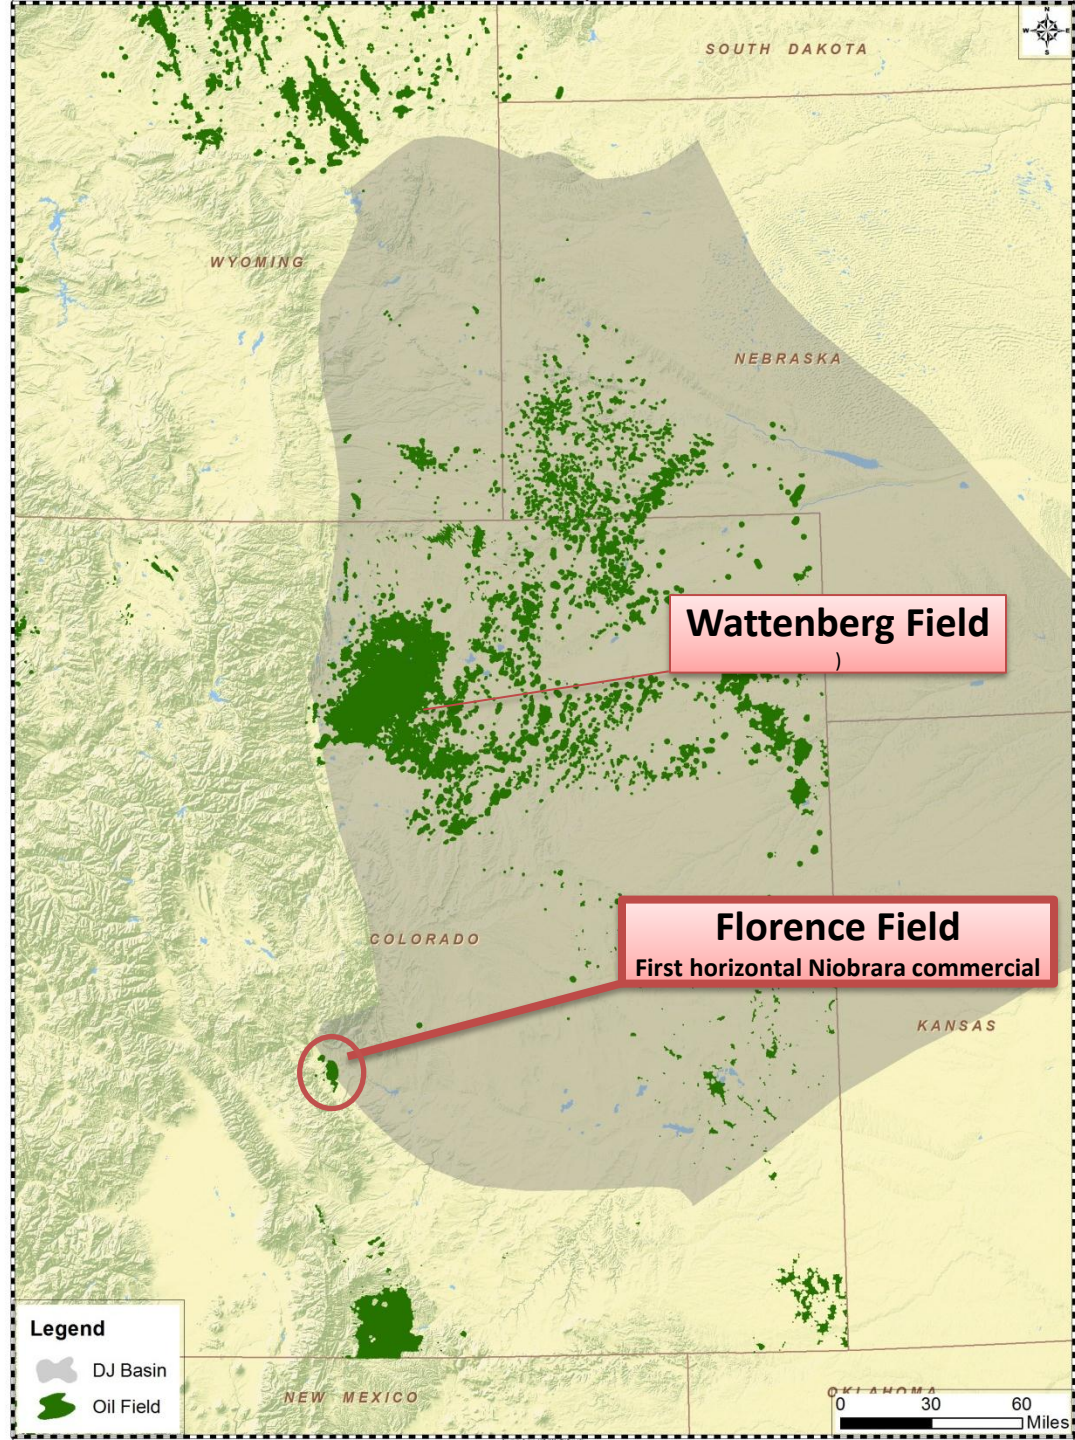 N
W E
S
SOUTH DAKOTA
WYOMING
NEBRASKA
Wattenberg Field
)
COLORADO
Florence Field
First horizontal Niobrara commercial
KANSAS
Legend
DJ Basin
Oil Field
NEW MEXICO
OKLAHOMA
0 30 60
Miles